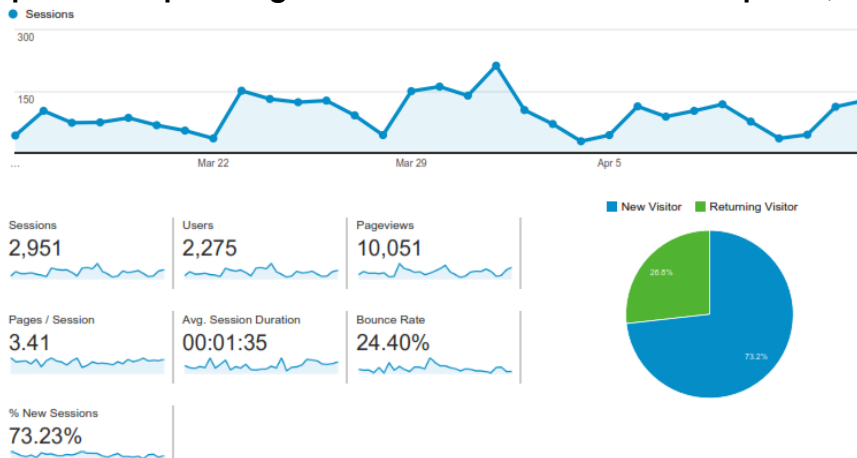 Sessions
300
150
...
Mar 22
Mar 29
Apr 5
New Visitor
Returning Visitor
Sessions
2,951
Users
2,275
Pageviews
10,051
Pages / Session
3.41
Avg. Session Duration
00:01:35
Bounce Rate
24.40%
% New Sessions
73.23%
26.8%
73.2%